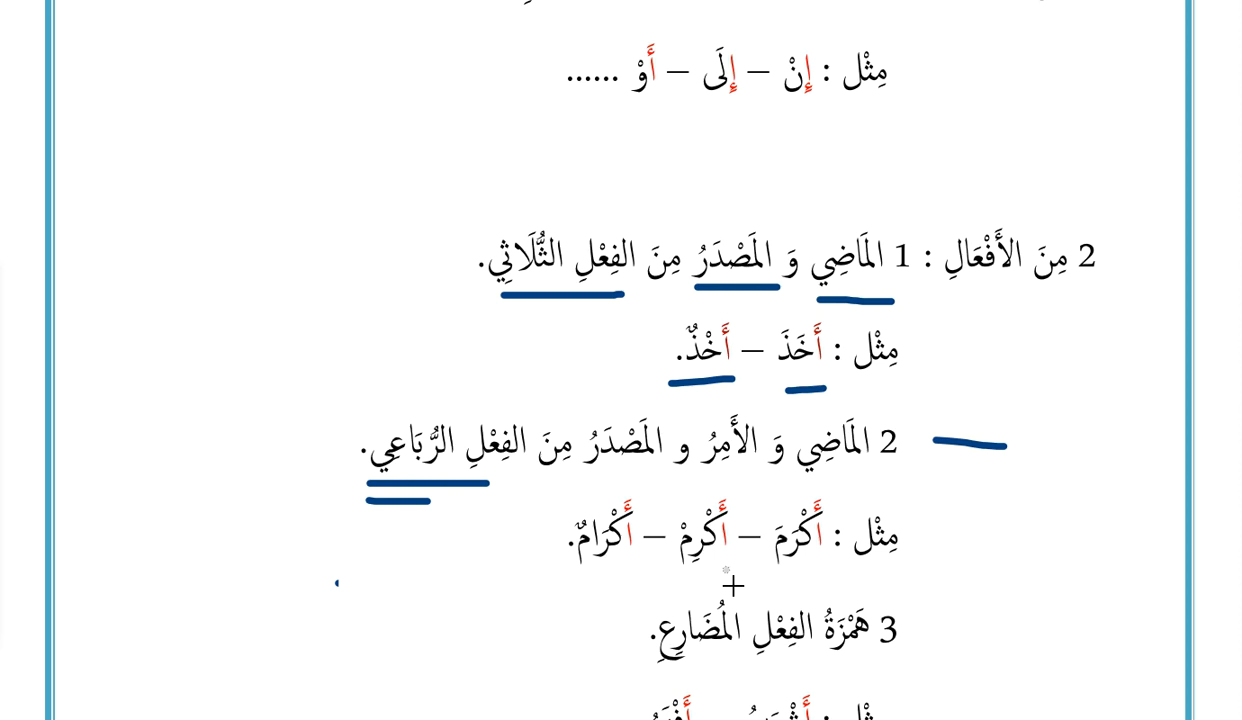 مِثْل : إِنْ – إِلَى – أَوْ ......
2 مِنَ الأَفْعَالِ : 1 المَاضِي وَ المَصْدَرُ مِنَ الفِعْلِ الثُّلَاثِي.
مِثْل : أَخَذَ – أَخْذٌ.
2 المَاضِي وَ الأَمِرُ و المَصْدَرُ مِنَ الفِعْلِ الرُّبَاعِي.
مِثْل : أَكْرَمَ – أَكْرِمْ – أَكْرَامٌ.
3 هَمْزَةُ الفِعْلِ المُضَارِعِ.